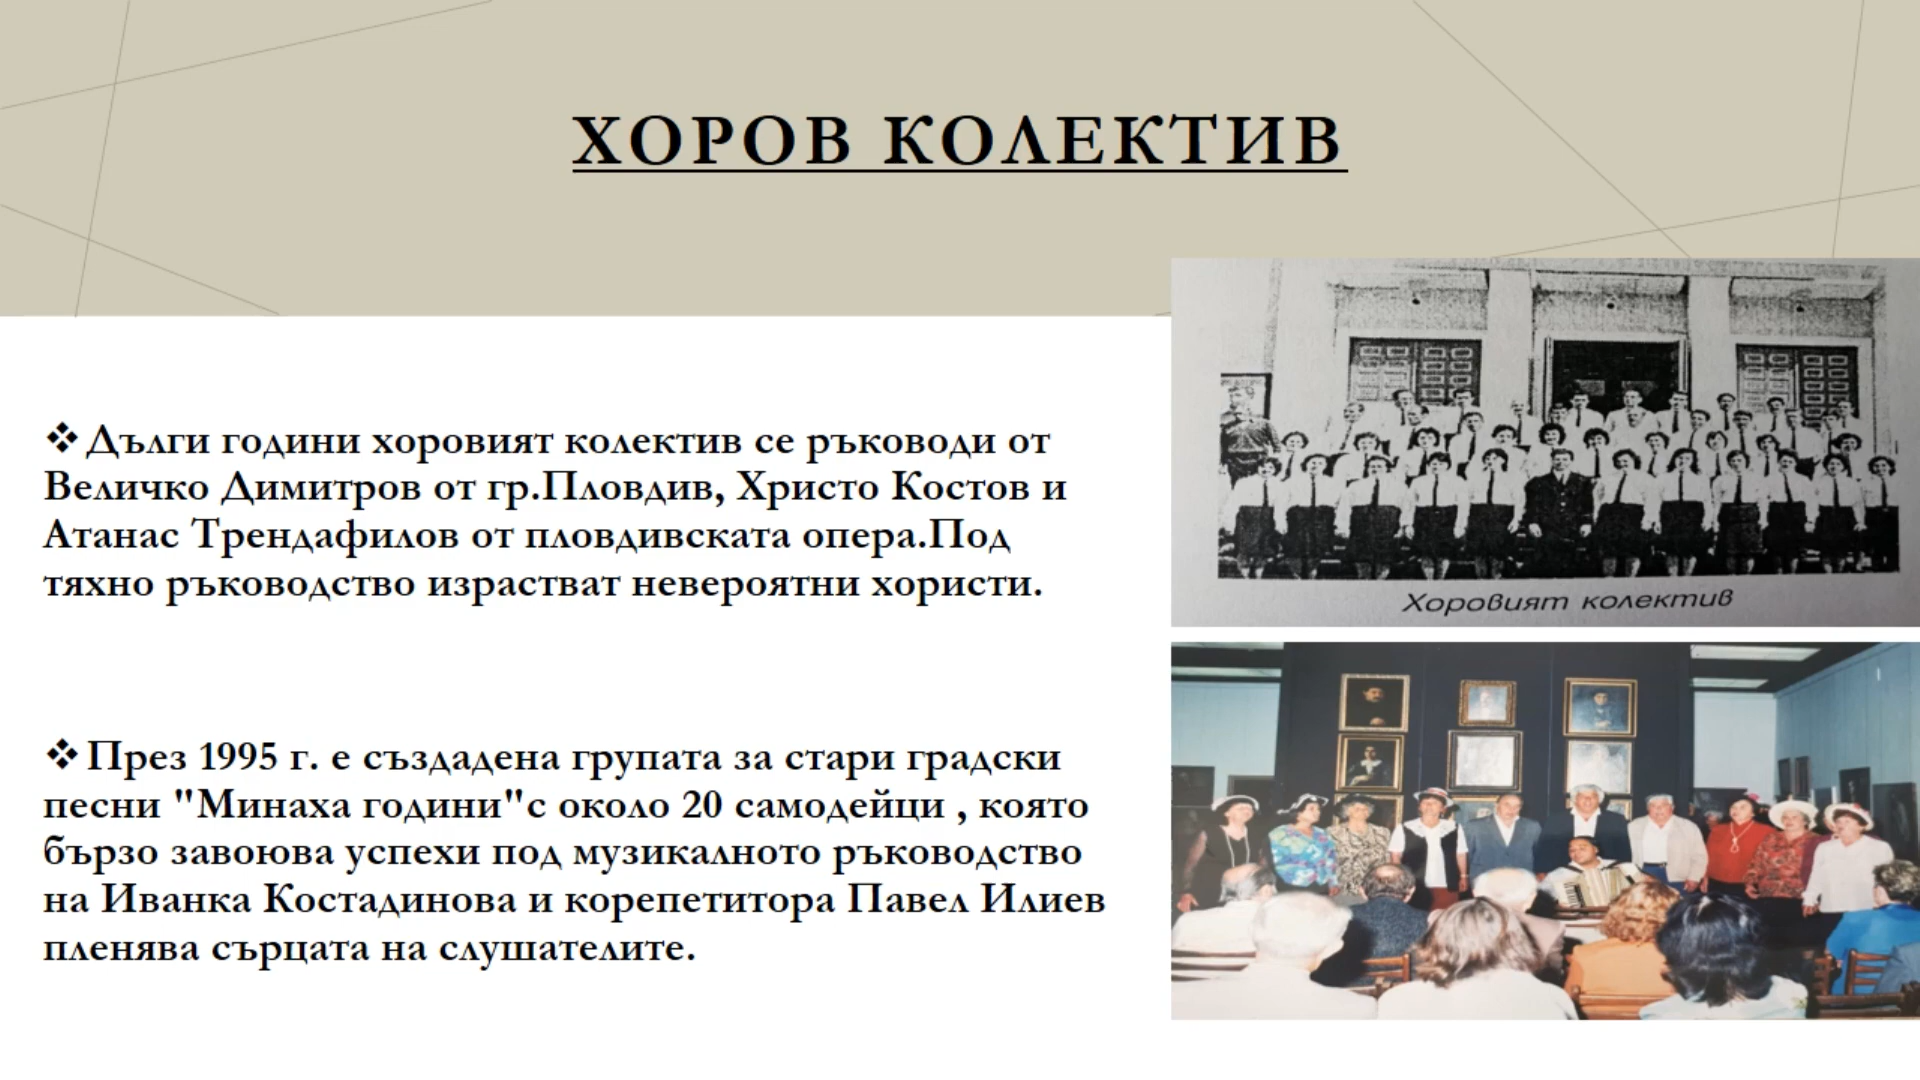 ХОРОВ КОЛЕКТИВ
❖Дълги години хоровият колектив се ръководи от
Величко Димитров от гр.Пловдив, Христо Костов и
Атанас Трендафилов от пловдивската опера.Под
тяхно ръководство израстват невероятни хористи.
❖През 1995 г. е създадена групата за стари градски
песни "Минаха години"с около 20 самодейци , която
бързо завоюва успехи под музикалното ръководство
на Иванка Костадинова и корепетитора Павел Илиев
пленява сърцата на слушателите.
Хоровият колектив